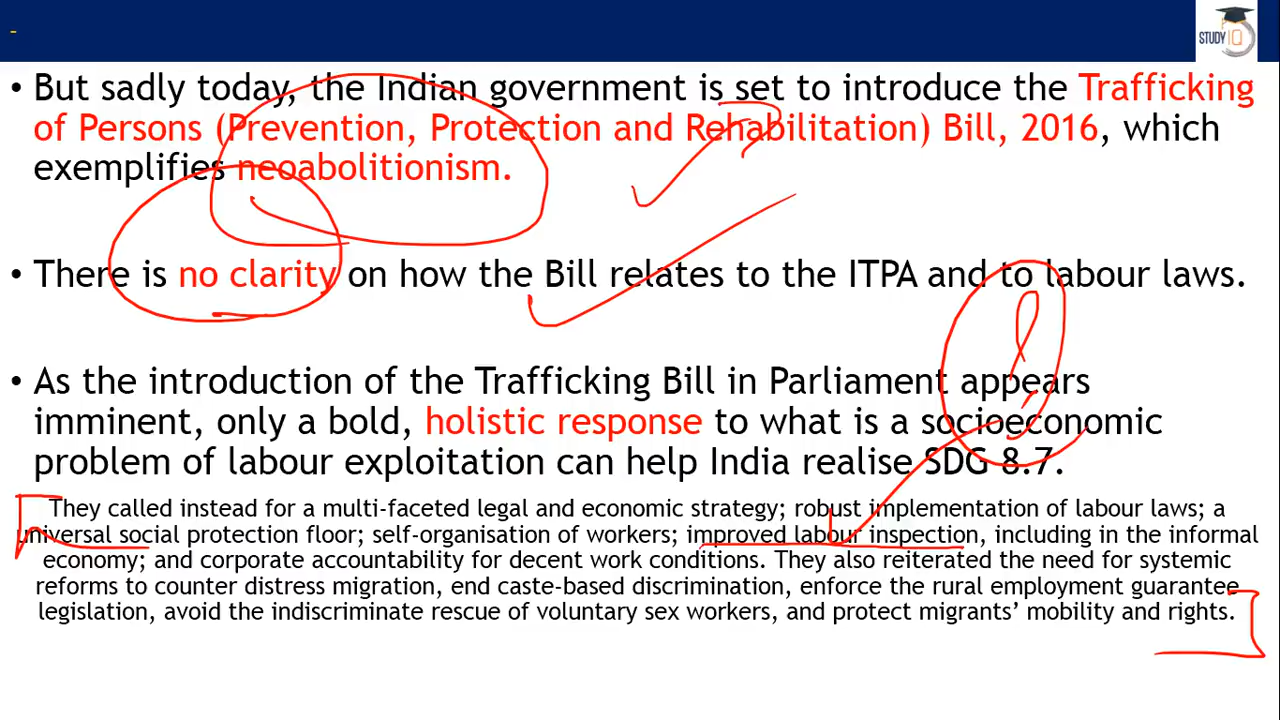 -
STUDY IQ
• But sadly today, the Indian government is set to introduce the Trafficking
of Persons (Prevention, Protection and Rehabilitation) Bill, 2016, which
exemplifies neoabolitionism.
• There is no clarity on how the Bill relates to the ITPA and to labour laws.
• As the introduction of the Trafficking Bill in Parliament appears
imminent, only a bold, holistic response to what is a socioeconomic
problem of labour exploitation can help India realise SDG 8.7.
They called instead for a multi-faceted legal and economic strategy; robust implementation of labour laws; a
universal social protection floor; self-organisation of workers; improved labour inspection, including in the informal
economy; and corporate accountability for decent work conditions. They also reiterated the need for systemic
reforms to counter distress migration, end caste-based discrimination, enforce the rural employment guarantee
legislation, avoid the indiscriminate rescue of voluntary sex workers, and protect migrants’ mobility and rights.